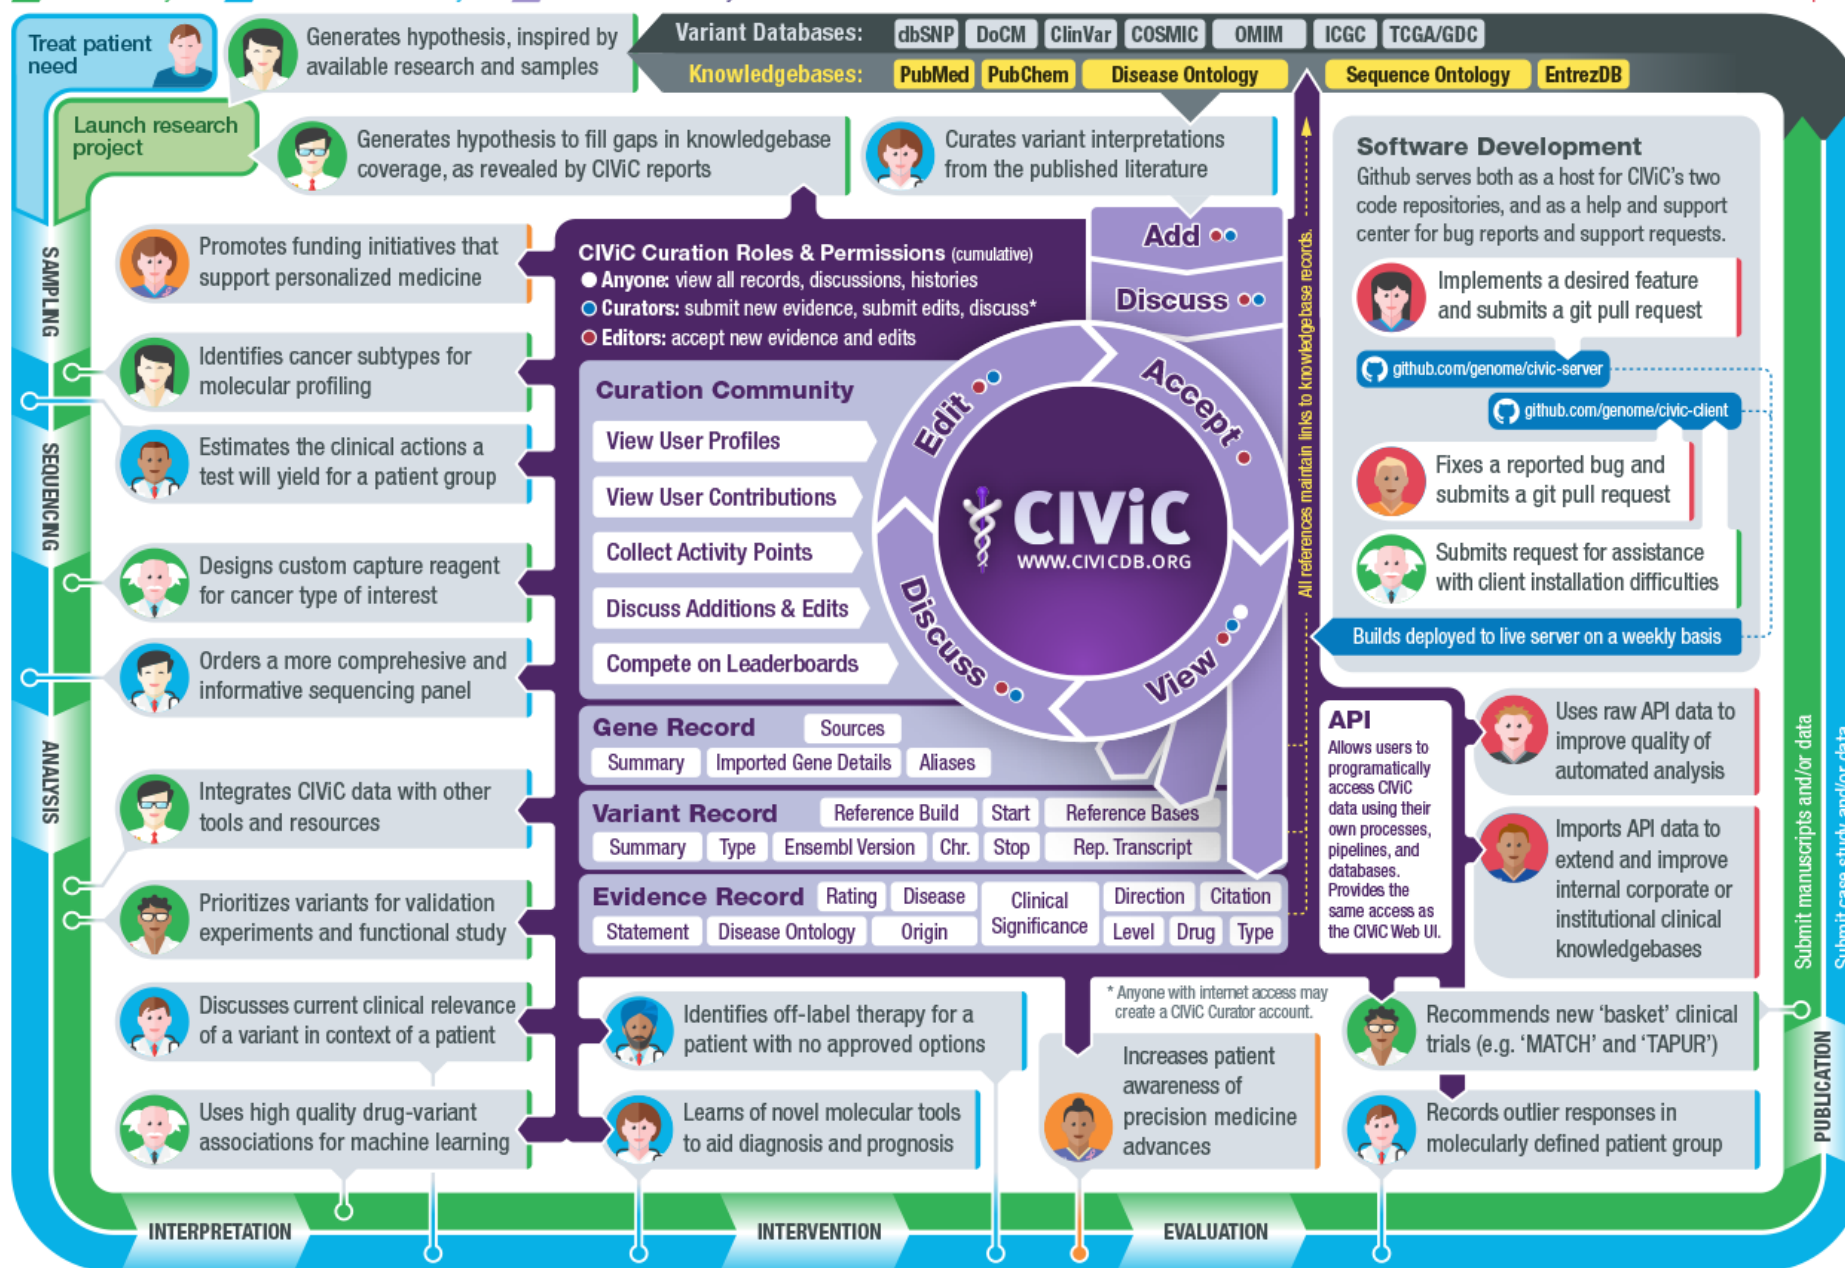 Treat patient
need
Generates hypothesis, inspired by
available research and samples
Variant Databases: dbSNP DoCM ClinVar COSMIC OMIM ICGC TCGA/GDC
Knowledgebases: PubMed PubChem Disease Ontology Sequence Ontology EntrezDB
Launch research
project
Generates hypothesis to fill gaps in knowledgebase
coverage, as revealed by CIViC reports
Curates variant interpretations
from the published literature
SAMPLING
SEQUENCING
ANALYSIS
Promotes funding initiatives that
support personalized medicine
Identifies cancer subtypes for
molecular profiling
Estimates the clinical actions a
test will yield for a patient group
Designs custom capture reagent
for cancer type of interest
Orders a more comprehesive and
informative sequencing panel
Integrates CIViC data with other
tools and resources
Prioritizes variants for validation
experiments and functional study
Discusses current clinical relevance
of a variant in context of a patient
Uses high quality drug-variant
associations for machine learning
CIViC Curation Roles & Permissions (cumulative)
Anyone: view all records, discussions, histories
Curators: submit new evidence, submit edits, discuss*
Editors: accept new evidence and edits
Curation Community
View User Profiles
View User Contributions
Collect Activity Points
Discuss Additions & Edits
Compete on Leaderboards
Add
Discuss
Edit
Accept
Discuss
View
CIViC
WWW.CIVICDB.ORG
All references maintain links to knowledgebase records.
Gene Record Sources
Summary Imported Gene Details Aliases
Variant Record Reference Build Start Reference Bases
Summary Type Ensembl Version Chr. Stop Rep. Transcript
Evidence Record Rating Disease Clinical Significance Direction Citation
Statement Disease Ontology Origin Level Drug Type
Software Development
Github serves both as a host for CIViC's two
code repositories, and as a help and support
center for bug reports and support requests.
Implements a desired feature
and submits a git pull request
github.com/genome/civic-server
github.com/genome/civic-client
Fixes a reported bug and
submits a git pull request
Submits request for assistance
with client installation difficulties
Builds deployed to live server on a weekly basis
API
Allows users to
programatically
access CIViC
data using their
own processes,
pipelines, and
databases.
Provides the
same access as
the CIViC Web UI.
Uses raw API data to
improve quality of
automated analysis
Imports API data to
extend and improve
internal corporate or
institutional clinical
knowledgebases
Identifies off-label therapy for a
patient with no approved options
Learns of novel molecular tools
to aid diagnosis and prognosis
* Anyone with internet access may
create a CIViC Curator account.
Increases patient
awareness of
precision medicine
advances
Recommends new 'basket' clinical
trials (e.g. 'MATCH' and 'TAPUR')
Records outlier responses in
molecularly defined patient group
Submit manuscripts and/or data
Submit case study and/or data
PUBLICATION
INTERPRETATION
INTERVENTION
EVALUATION